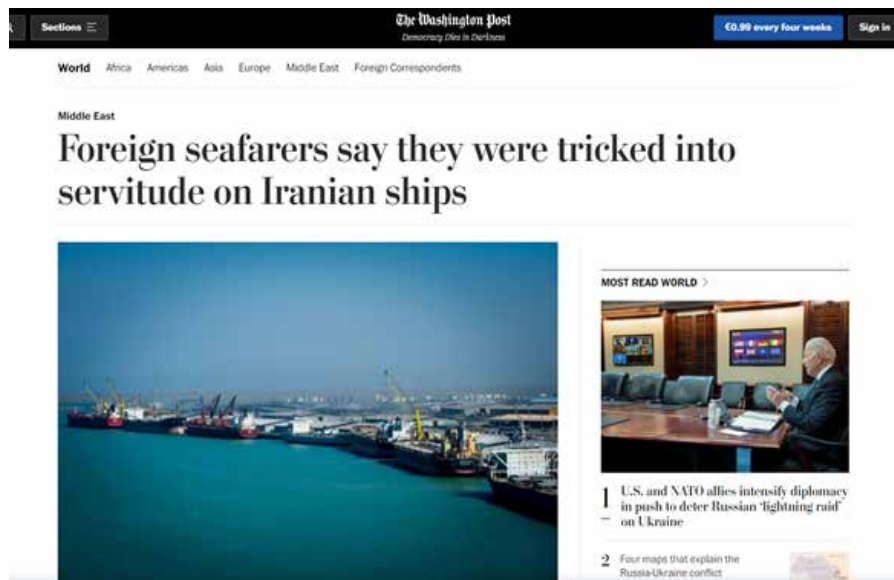 Sections
The Washington Post
Democracy Dies in Darkness
€0.99 every four weeks
Sign in
World Africa Americas Asia Europe Middle East Foreign Correspondents
Middle East
Foreign seafarers say they were tricked into
servitude on Iranian ships
MOST READ WORLD >
1 U.S. and NATO allies intensify diplomacy
in push to deter Russian ‘lightning raid’
on Ukraine
2 Four maps that explain the
Russia-Ukraine conflict